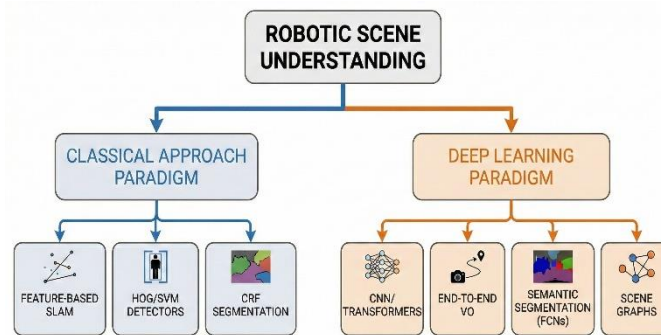 ROBOTIC SCENE
UNDERSTANDING
CLASSICAL APPROACH
PARADIGM
DEEP LEARNING
PARADIGM
FEATURE-BASED
SLAM
HOG/SVM
DETECTORS
CRF
SEGMENTATION
CNN/
TRANSFORMERS
END-TO-END
VO
SEMANTIC
SEGMENTATION
(FCNs)
SCENE
GRAPHS